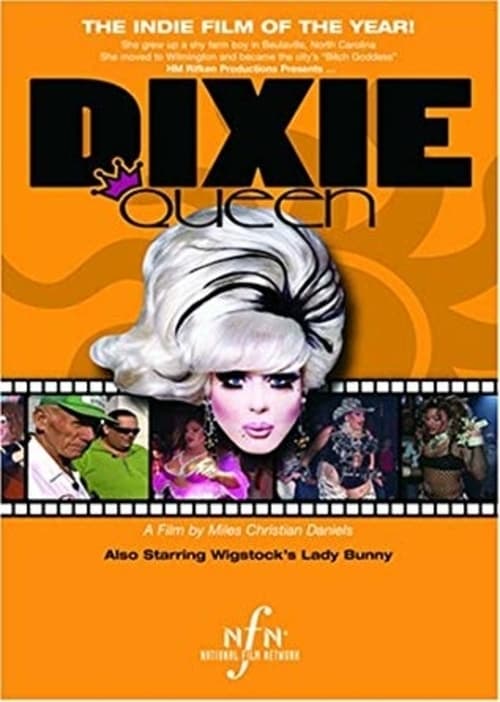 THE INDIE FILM OF THE YEAR!
She grew up a shy farm boy in Beulaville, North Carolina
She moved to Wilmington and became the city's "Bitch Goddess"
HM Rifken Productions Presents ...
DIXIE
QUEEN
A Film by Miles Christian Daniels
Also Starring Wigstock's Lady Bunny
NFN
NATIONAL FILM NETWORK